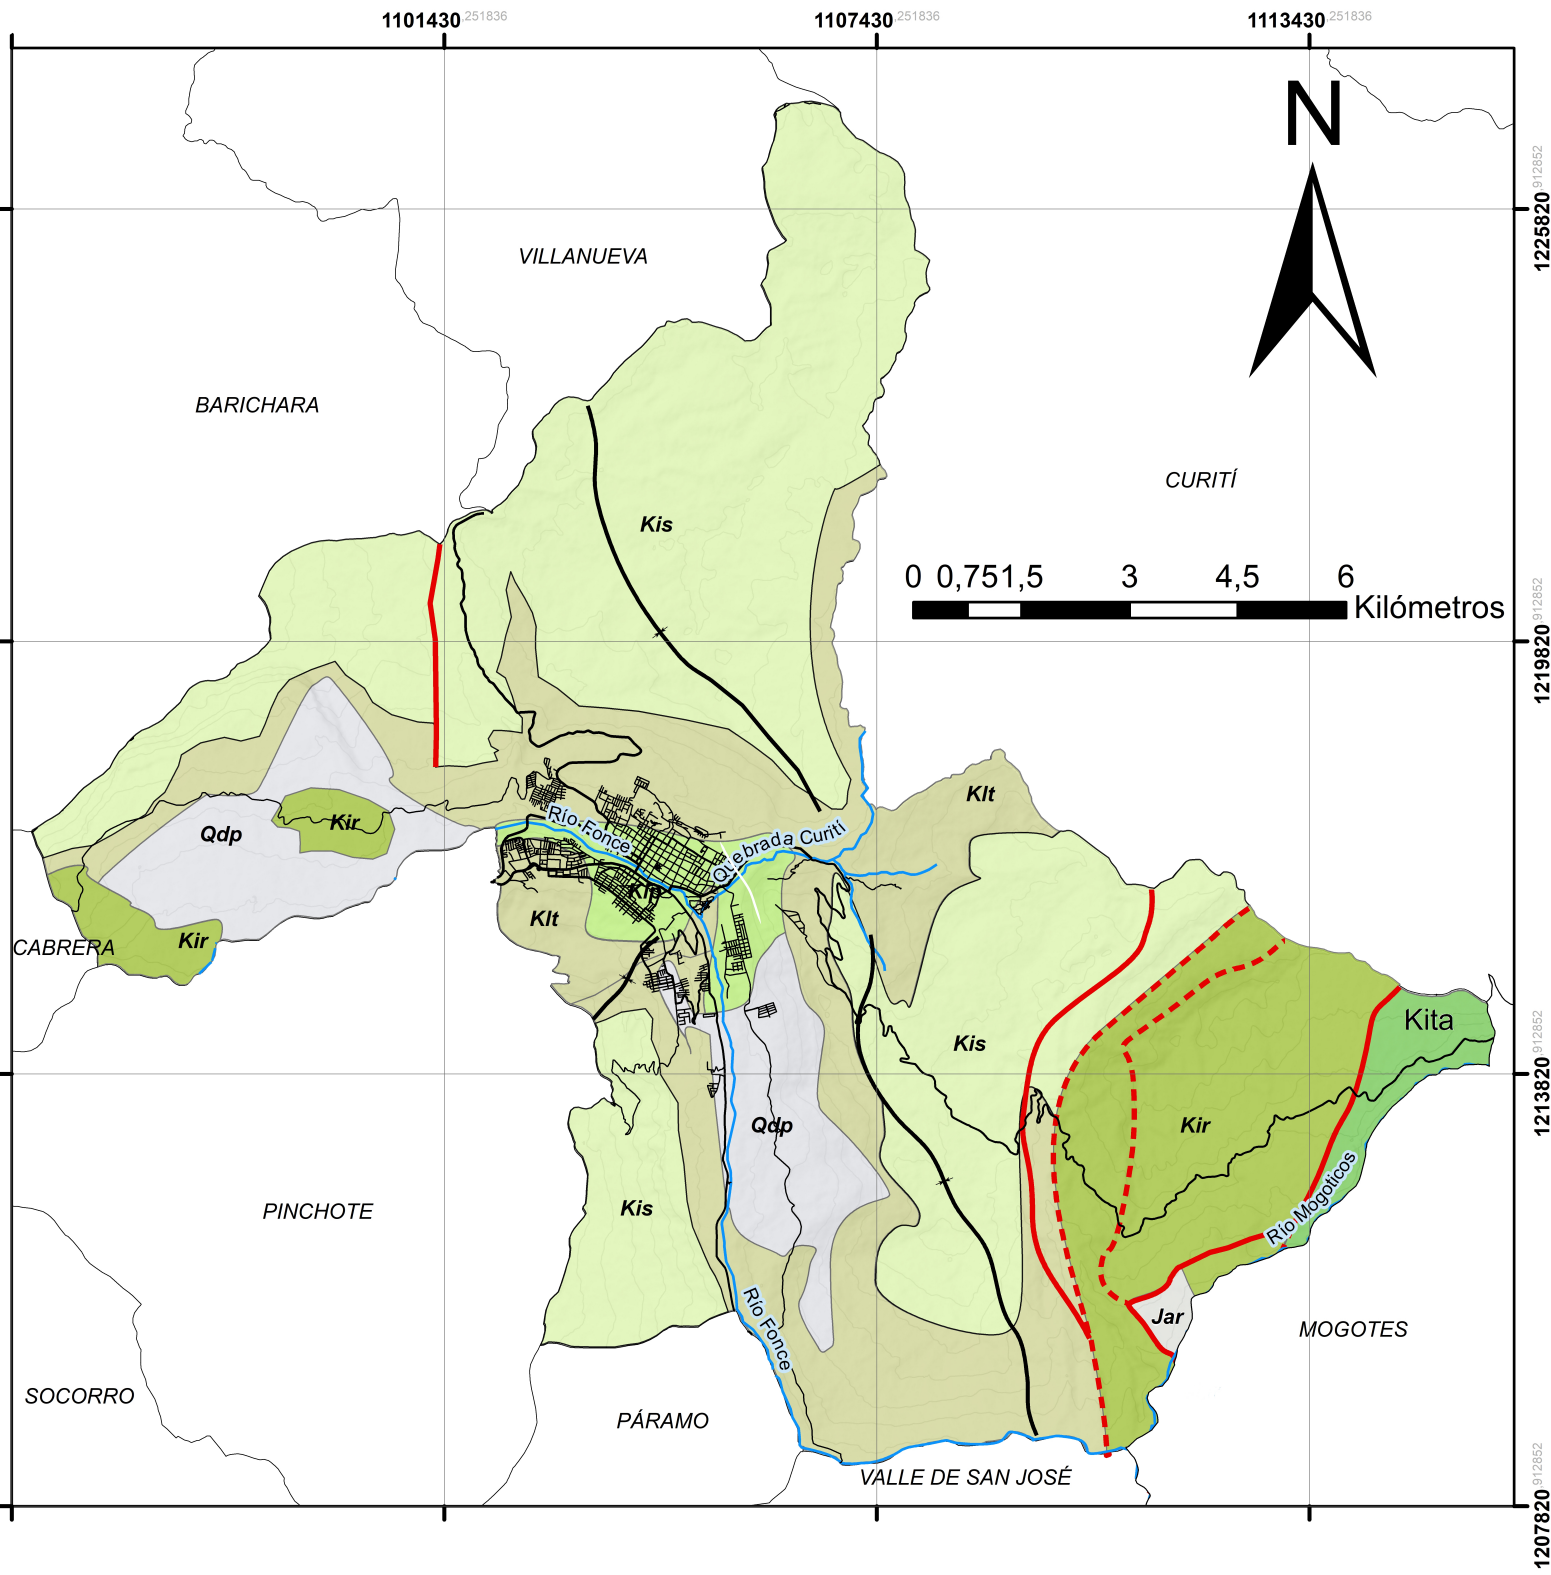 1101430,251836
1107430,251836
1113430,251836
N
1225820,912852
VILLANUEVA
BARICHARA
CURITÍ
Kis
0 0,75 1,5 3 4,5 6
Kilómetros
1219820,912852
Klt
Río Fonce
Quebrada Curití
Qdp
Kir
Klt
Kir
CABRERA
Kita
Kis
1213820,912852
Qdp
Kir
Kis
PINCHOTE
Río Mogoticos
Río Fonce
Jar
MOGOTES
SOCORRO
PÁRAMO
VALLE DE SAN JOSÉ
1207820,912852